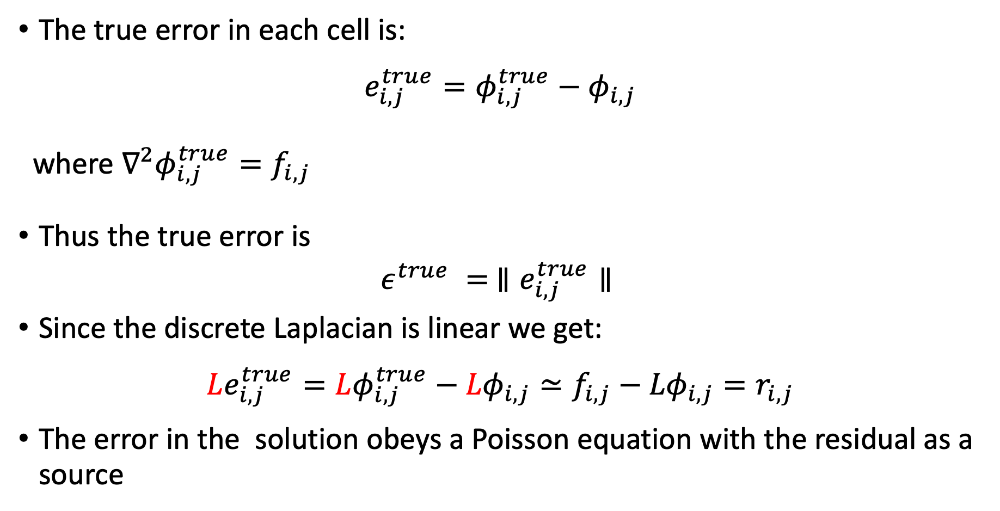 • The true error in each cell is:
$e_{i,j}^{true} = \phi_{i,j}^{true} - \phi_{i,j}$
where $\nabla^2 \phi_{i,j}^{true} = f_{i,j}$
• Thus the true error is
$\epsilon^{true} = \| e_{i,j}^{true} \|$
• Since the discrete Laplacian is linear we get:
$Le_{i,j}^{true} = L\phi_{i,j}^{true} - L\phi_{i,j} \simeq f_{i,j} - L\phi_{i,j} = r_{i,j}$
• The error in the solution obeys a Poisson equation with the residual as a
source